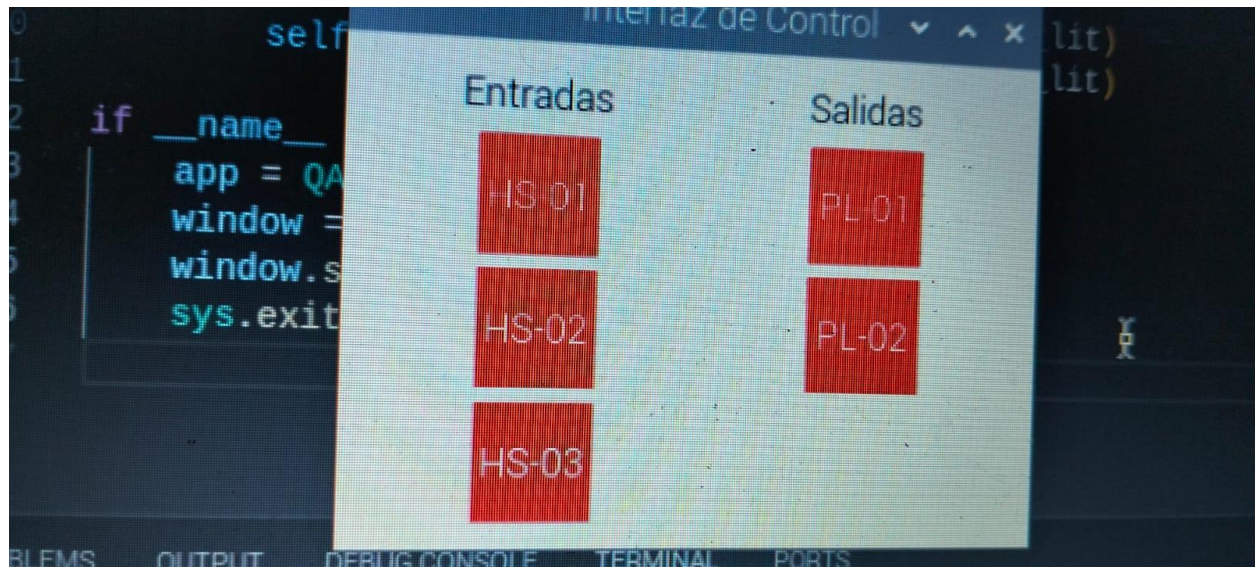 self
Interfaz de Control
lit)
lit)
if __name__
app = QA
window =
window.s
sys.exit
Entradas
HS-01
HS-02
HS-03
Salidas
PL-01
PL-02
BLEMS OUTPUT DEBUG CONSOLE TERMINAL PORTS